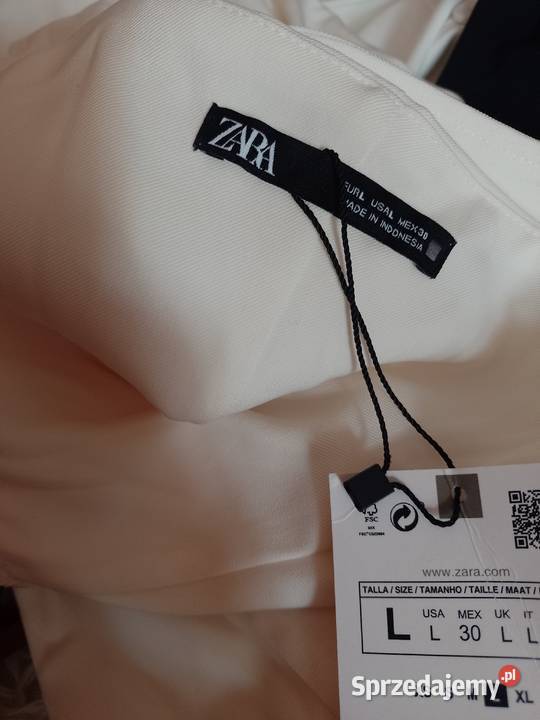 ZARA
EUR L USA L MEX 30
MADE IN INDONESIA
FSC
MIX
www.zara.com
TALLA / SIZE / TAMANHO / TAILLE / MAAT /
L
USA MEX UK IT
L 30 L L
M L XL
Sprzedajemy.pl